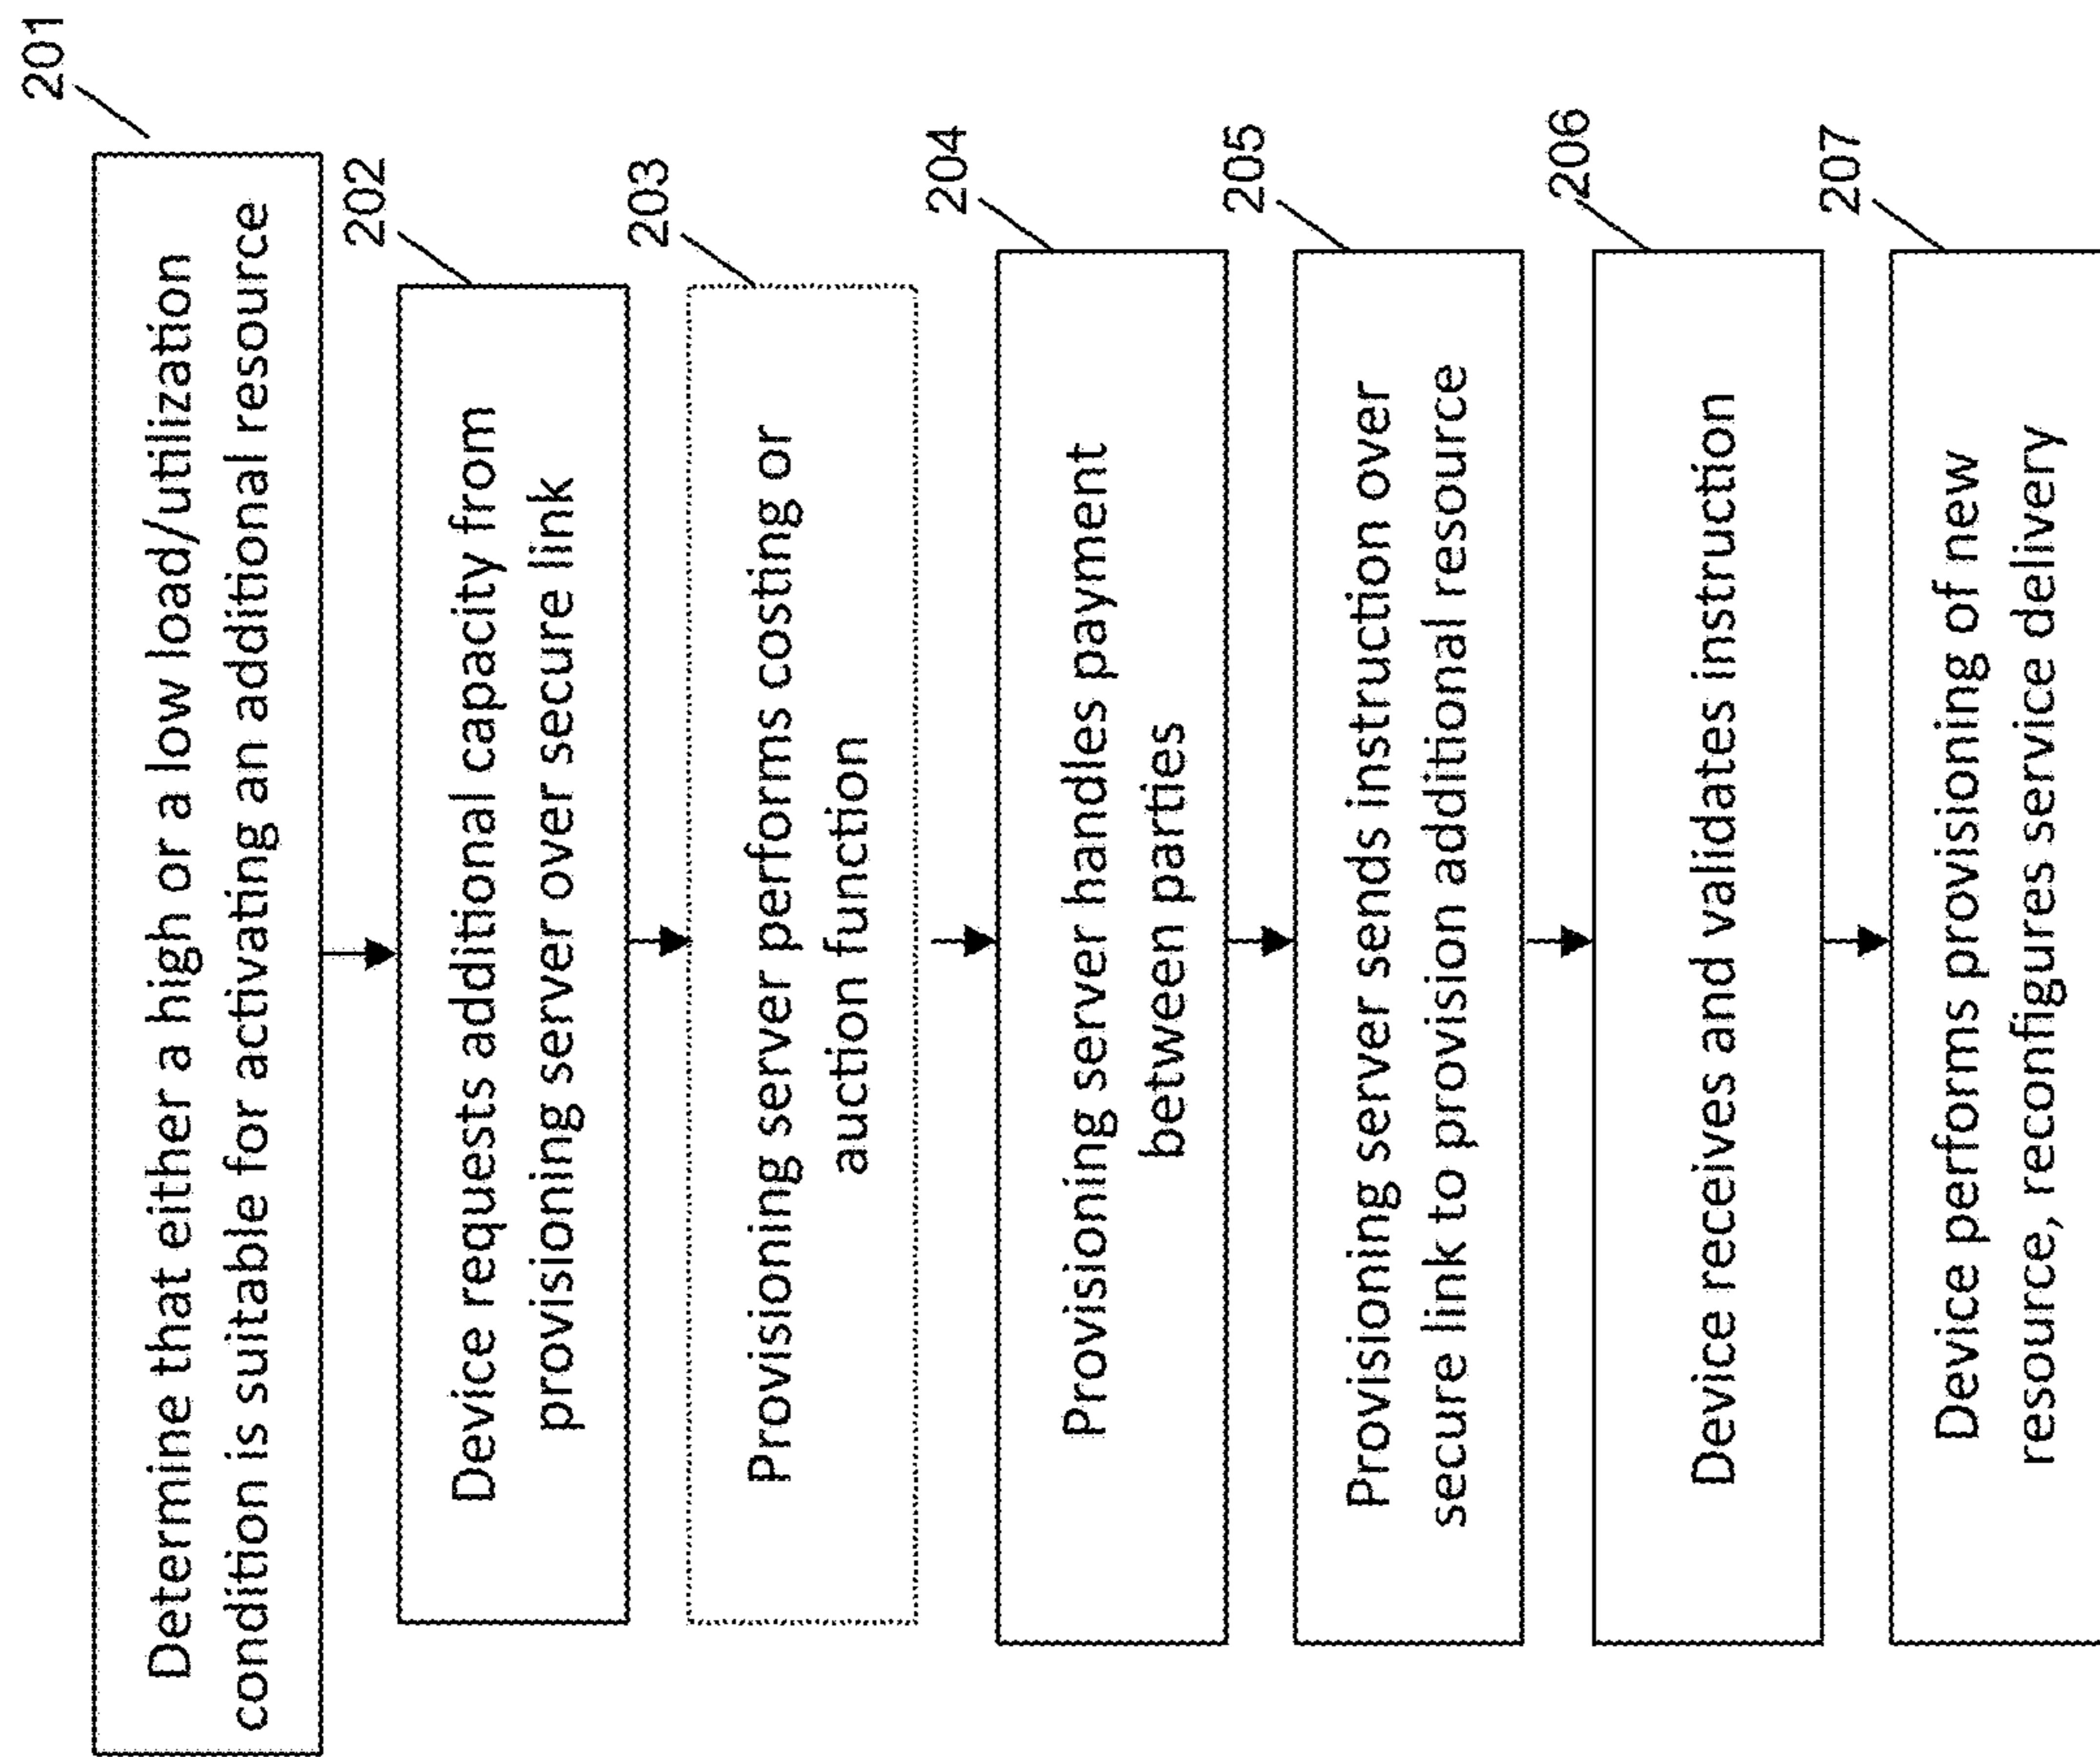 201
Determine that either a high or a low load/utilization
condition is suitable for activating an additional resource
202
Device requests additional capacity from
provisioning server over secure link
203
Provisioning server performs costing or
auction function
204
Provisioning server handles payment
between parties
205
Provisioning server sends instruction over
secure link to provision additional resource
206
Device receives and validates instruction
207
Device performs provisioning of new
resource, reconfigures service delivery